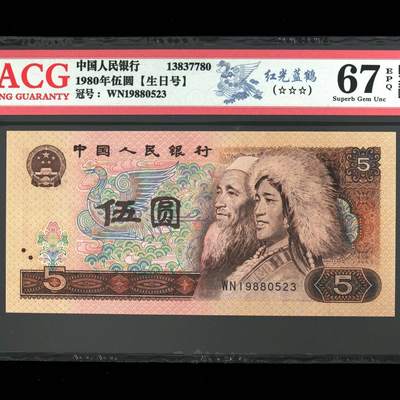 ACG
NG GUARANTY
中国人民银行 13837780
1980年伍圆【生日号】
冠号: WN19880523
红光蓝鹤
(☆☆☆)
67 EPQ
Superb Gem Unc
中国人民银行
5
伍圆
5
WN19880523
5